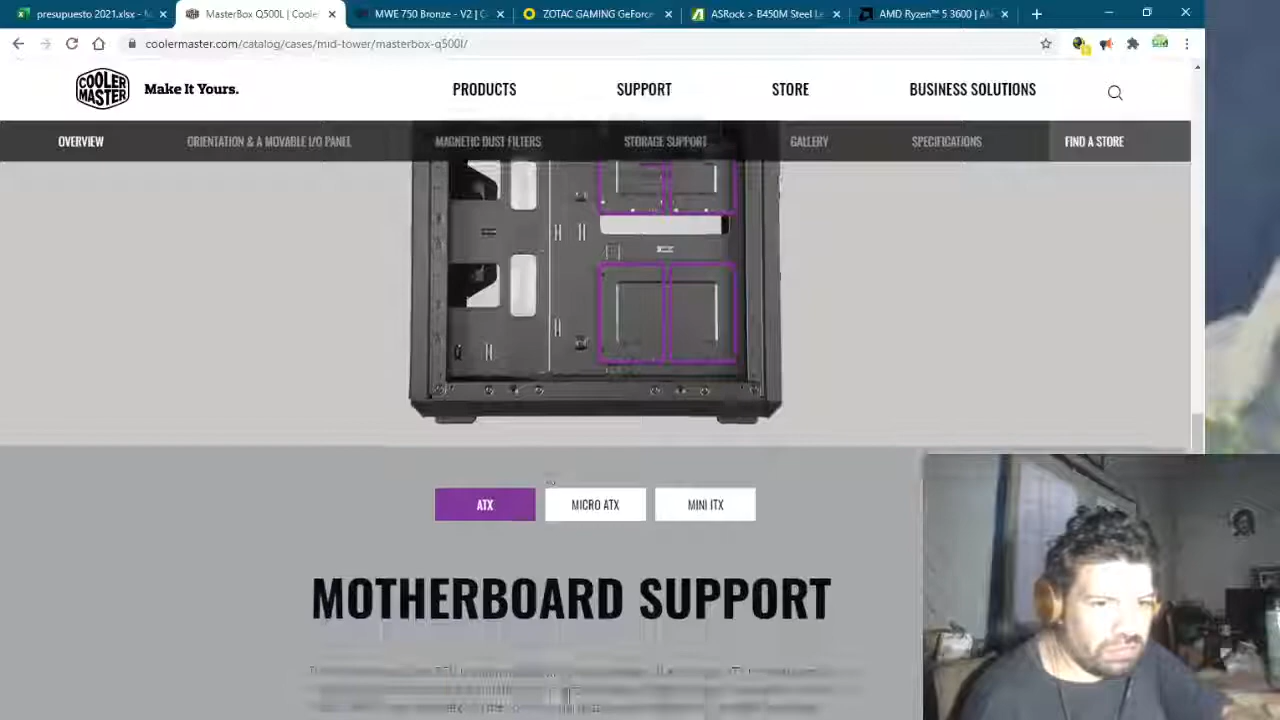 presupuesto 2021.xlsx - M
MasterBox Q500L | Cooler
MWE 750 Bronze - V2 | C
ZOTAC GAMING GeForce
ASRock > B450M Steel Le
AMD Ryzen™ 5 3600 | AM
coolermaster.com/catalog/cases/mid-tower/masterbox-q500l/
COOLER MASTER
Make It Yours.
PRODUCTS
SUPPORT
STORE
BUSINESS SOLUTIONS
OVERVIEW
ORIENTATION & A MOVABLE I/O PANEL
MAGNETIC DUST FILTERS
STORAGE SUPPORT
GALLERY
SPECIFICATIONS
FIND A STORE
ATX
MICRO ATX
MINI ITX
MOTHERBOARD SUPPORT